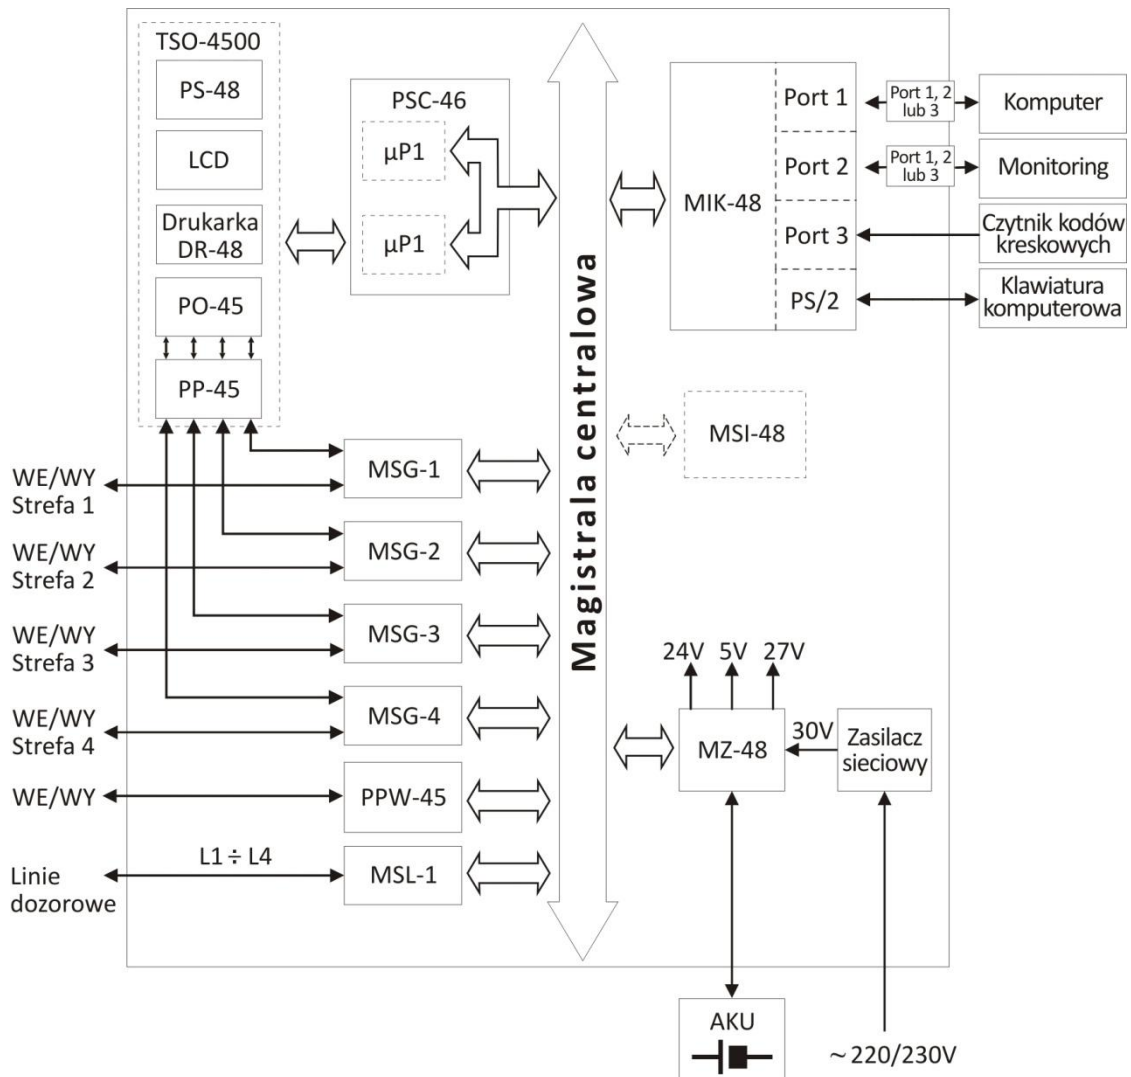 TSO-4500
PS-48
LCD
Drukarka
DR-48
PO-45
PP-45
PSC-46
µP1
µP1
Magistrala centralowa
MIK-48
Port 1
Port 2
Port 3
PS/2
Port 1, 2
lub 3
Komputer
Port 1, 2
lub 3
Monitoring
Czytnik kodów
kreskowych
Klawiatura
komputerowa
MSI-48
WE/WY
Strefa 1
MSG-1
WE/WY
Strefa 2
MSG-2
WE/WY
Strefa 3
MSG-3
WE/WY
Strefa 4
MSG-4
WE/WY
PPW-45
Linie
dozorowe
L1 ÷ L4
MSL-1
24V
5V
27V
MZ-48
30V
Zasilacz
sieciowy
AKU
~220/230V